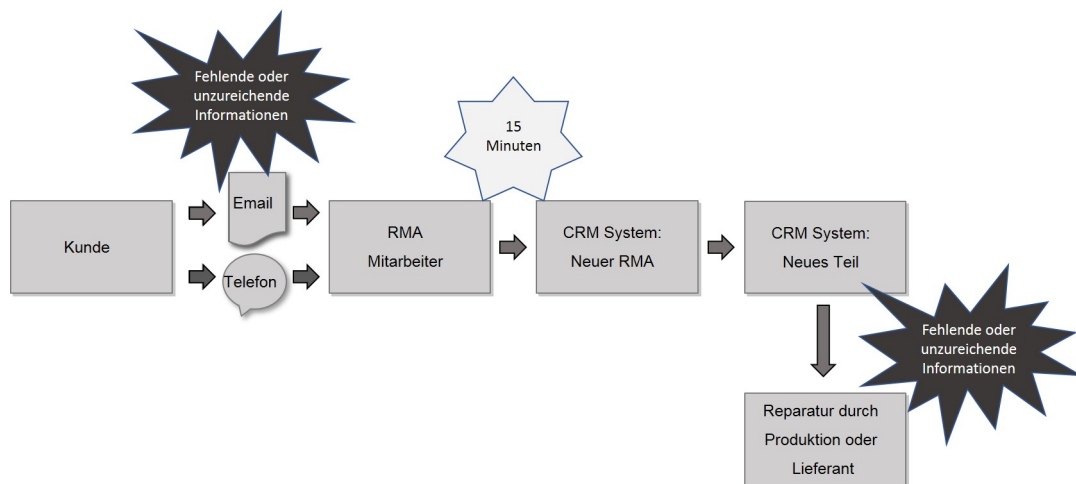 Fehlende oder
unzureichende
Informationen
15
Minuten
Email
Kunde
RMA
Mitarbeiter
CRM System:
Neuer RMA
CRM System:
Neues Teil
Telefon
Fehlende oder
unzureichende
Informationen
Reparatur durch
Produktion oder
Lieferant